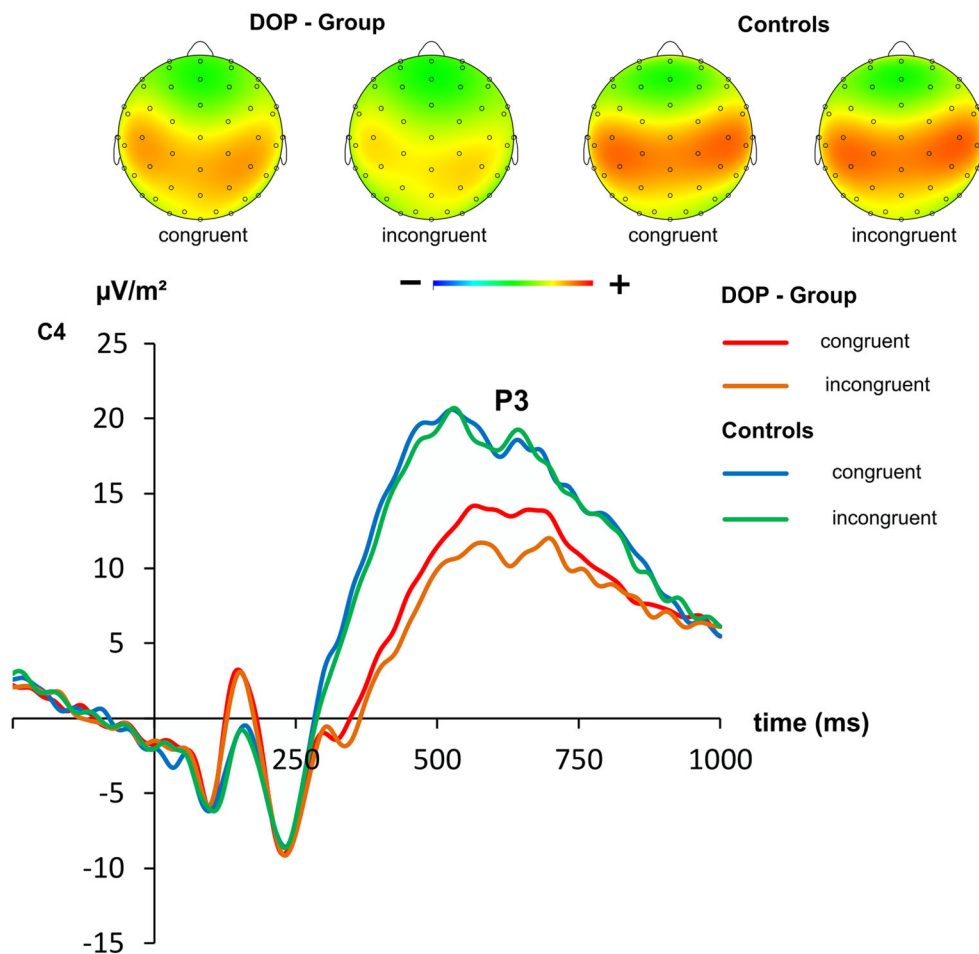 DOP - Group Controls
congruent incongruent congruent incongruent
µV/m² − +
C4
DOP - Group
congruent
incongruent
Controls
congruent
incongruent
25
20
15
10
5
-5
-10
-15
P3
250 500 750 1000
time (ms)